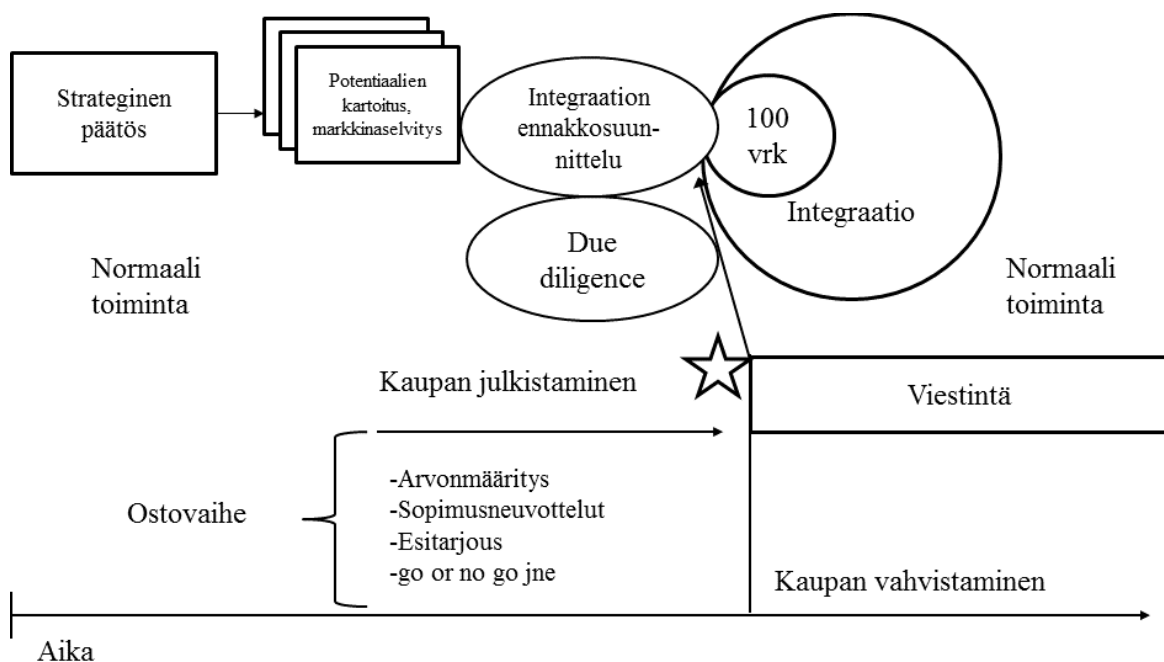 Strateginen
päätös
Potentiaalien
kartoitus,
markkinaselvitys
Integraation
ennakkosuun-
nittelu
100
vrk
Integraatio
Due
diligence
Normaali
toiminta
Normaali
toiminta
Kaupan julkistaminen
Viestintä
Ostovaihe
-Arvonmääritys
-Sopimusneuvottelut
-Esitarjous
-go or no go jne
Kaupan vahvistaminen
Aika